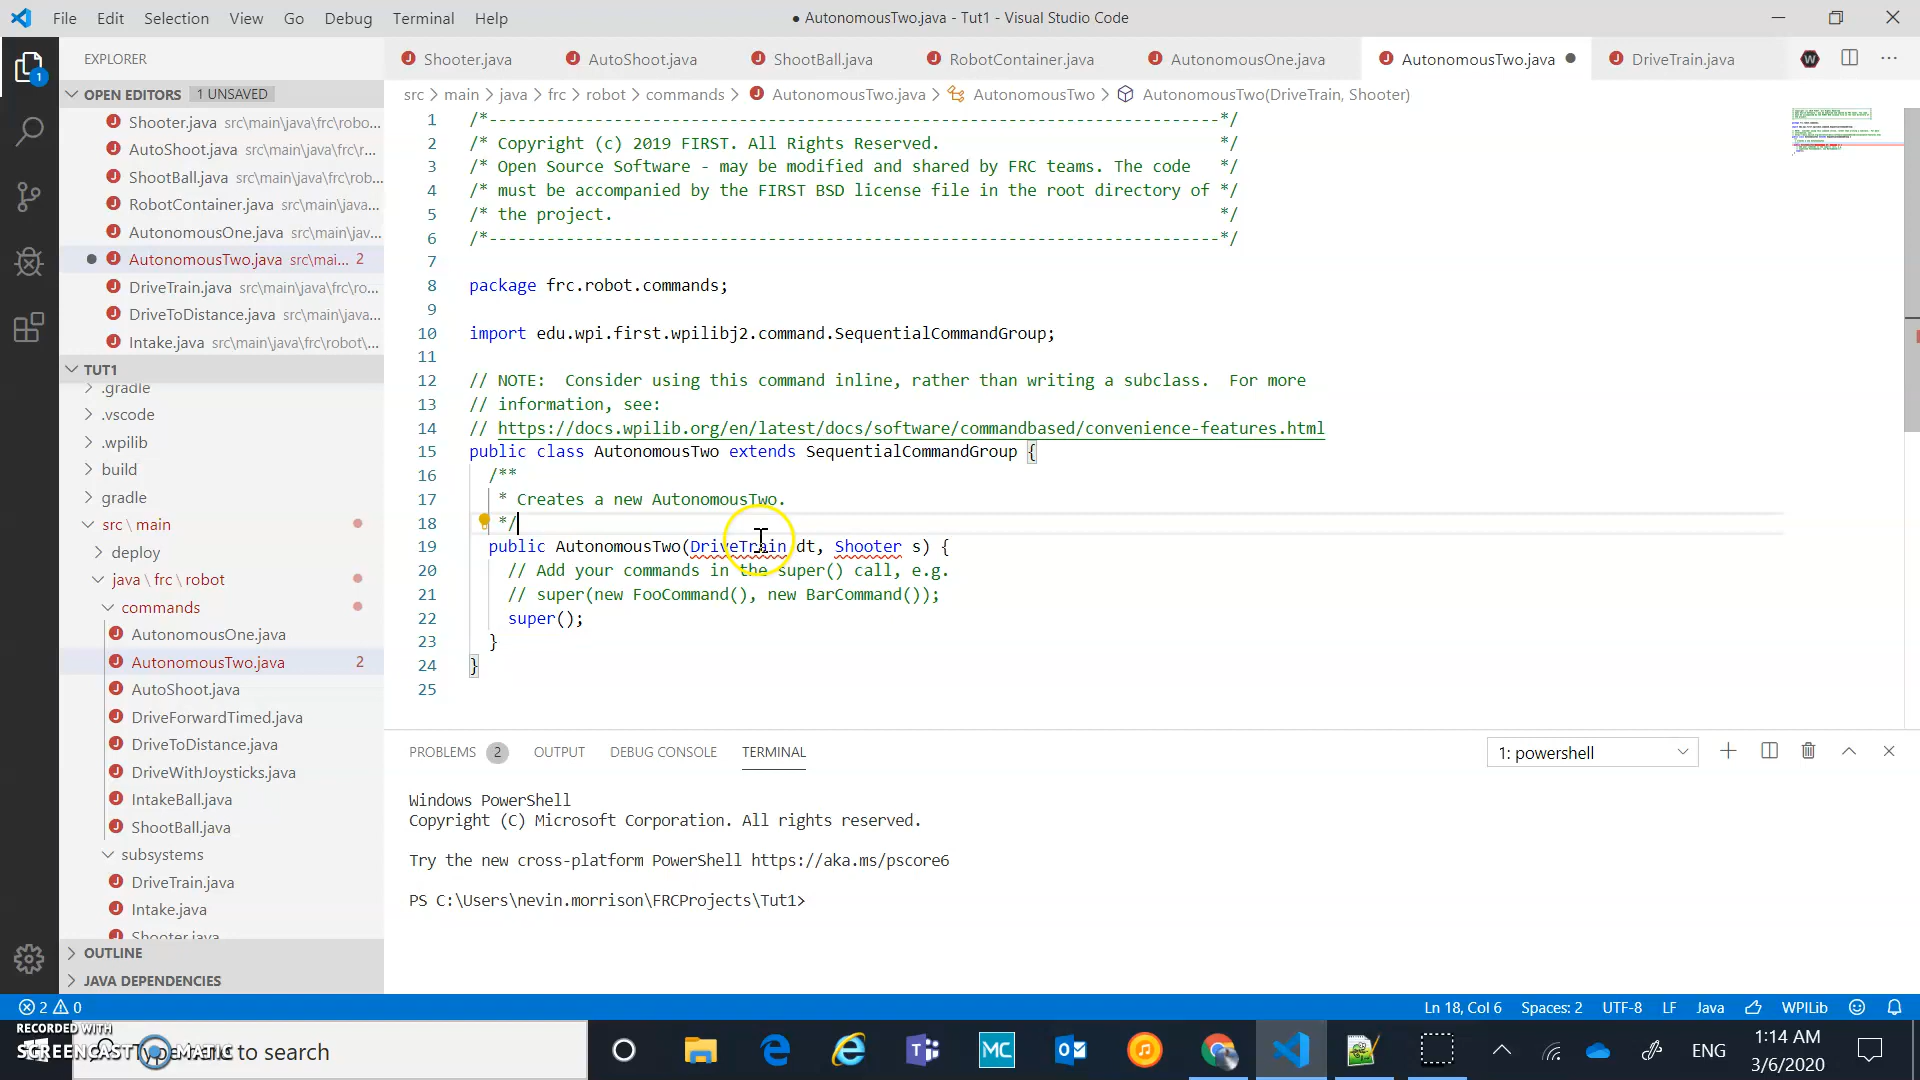 File Edit Selection View Go Debug Terminal Help
● AutonomousTwo.java - Tut1 - Visual Studio Code
EXPLORER
OPEN EDITORS 1 UNSAVED
Shooter.java src\main\java\frc\robo...
AutoShoot.java src\main\java\frc\r...
ShootBall.java src\main\java\frc\rob...
RobotContainer.java src\main\java...
AutonomousOne.java src\main\jav...
AutonomousTwo.java src\mai... 2
DriveTrain.java src\main\java\frc\ro...
DriveToDistance.java src\main\java...
Intake.java src\main\java\frc\robot\...
TUT1
.gradle
.vscode
.wpilib
build
gradle
src \ main
deploy
java \ frc \ robot
commands
AutonomousOne.java
AutonomousTwo.java 2
AutoShoot.java
DriveForwardTimed.java
DriveToDistance.java
DriveWithJoysticks.java
IntakeBall.java
ShootBall.java
subsystems
DriveTrain.java
Intake.java
Shooter.java
OUTLINE
JAVA DEPENDENCIES
Shooter.java AutoShoot.java ShootBall.java RobotContainer.java AutonomousOne.java AutonomousTwo.java DriveTrain.java
src > main > java > frc > robot > commands > AutonomousTwo.java > AutonomousTwo > AutonomousTwo(DriveTrain, Shooter)
1 /*----------------------------------------------------------------------------*/
2 /* Copyright (c) 2019 FIRST. All Rights Reserved. */
3 /* Open Source Software - may be modified and shared by FRC teams. The code */
4 /* must be accompanied by the FIRST BSD license file in the root directory of */
5 /* the project. */
6 /*----------------------------------------------------------------------------*/
7
8 package frc.robot.commands;
9
10 import edu.wpi.first.wpilibj2.command.SequentialCommandGroup;
11
12 // NOTE: Consider using this command inline, rather than writing a subclass. For more
13 // information, see:
14 // https://docs.wpilib.org/en/latest/docs/software/commandbased/convenience-features.html
15 public class AutonomousTwo extends SequentialCommandGroup {
16 /**
17 * Creates a new AutonomousTwo.
18 */
19 public AutonomousTwo(DriveTrain dt, Shooter s) {
20 // Add your commands in the super() call, e.g.
21 // super(new FooCommand(), new BarCommand());
22 super();
23 }
24 }
25
PROBLEMS 2 OUTPUT DEBUG CONSOLE TERMINAL
1: powershell
Windows PowerShell
Copyright (C) Microsoft Corporation. All rights reserved.
Try the new cross-platform PowerShell https://aka.ms/pscore6
PS C:\Users\nevin.morrison\FRCProjects\Tut1>
2 0
Ln 18, Col 6 Spaces: 2 UTF-8 LF Java WPILib
RECORDED WITH
SCREENCAST MATIC
Type here to search
MC
ENG
1:14 AM
3/6/2020